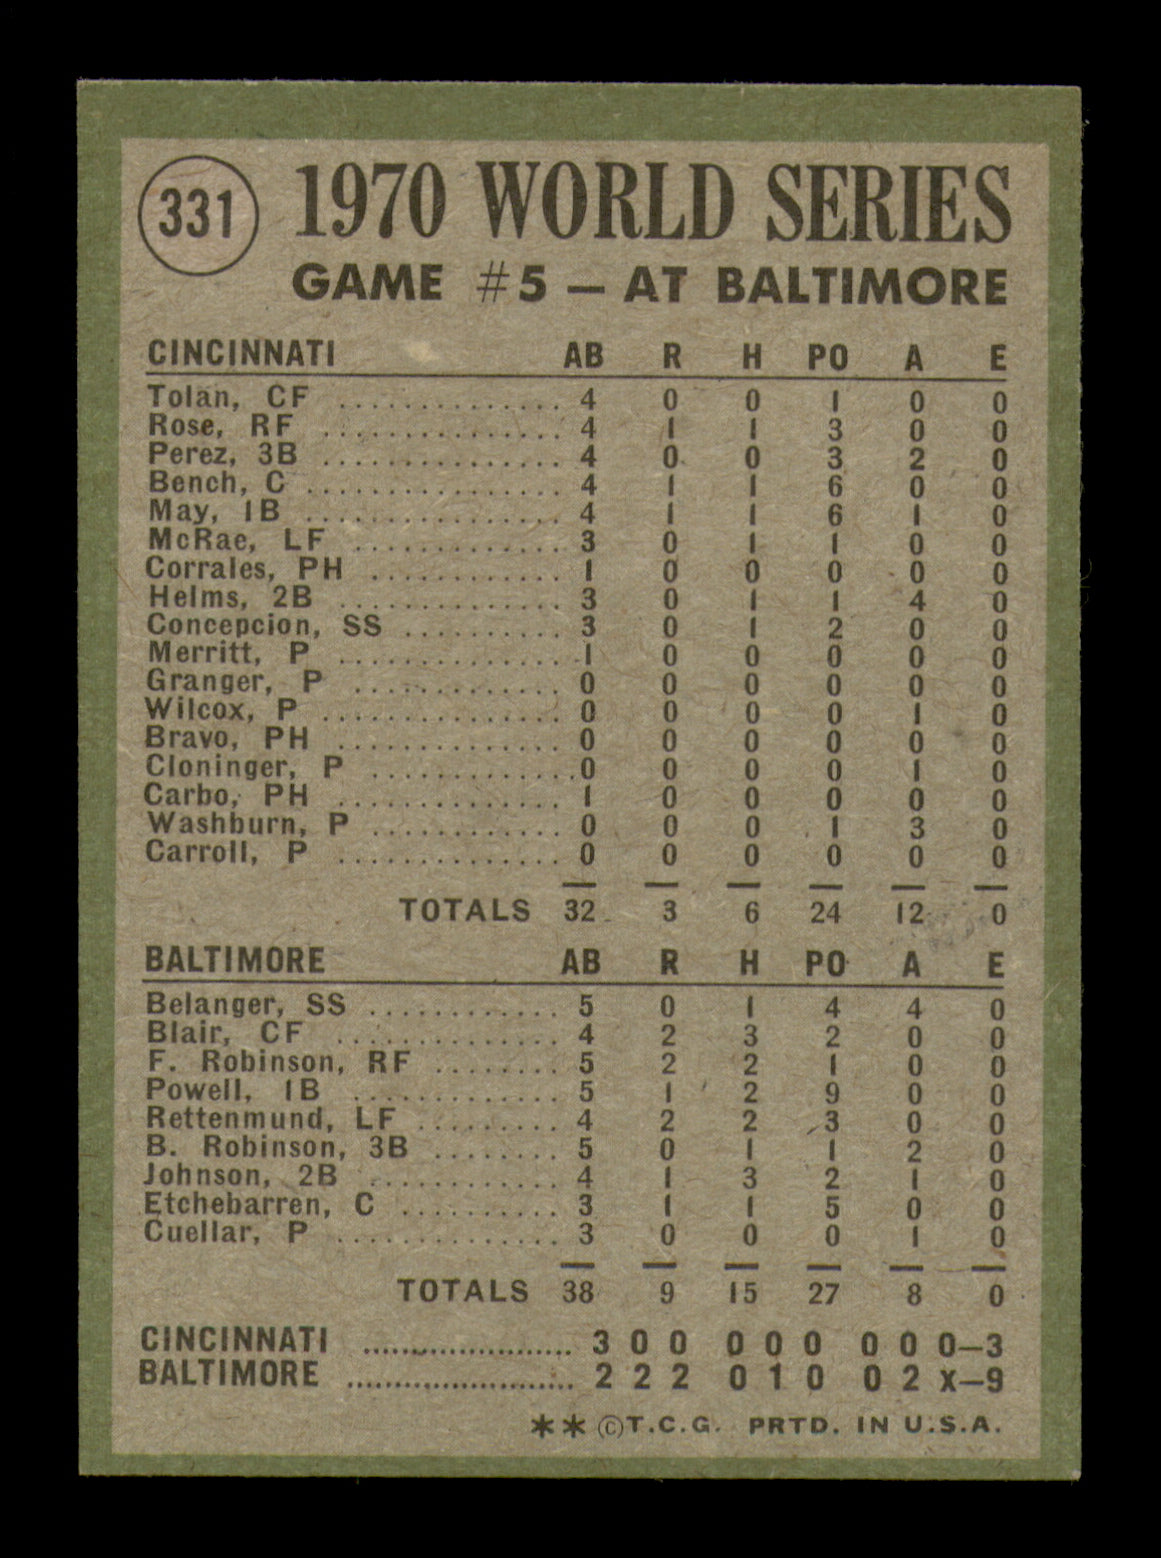 331 1970 WORLD SERIES
GAME #5 – AT BALTIMORE
CINCINNATI AB R H PO A E
Tolan, CF .............. 4 0 0 1 0 0
Rose, RF ............... 4 1 1 3 0 0
Perez, 3B ............... 4 0 0 3 2 0
Bench, C ................ 4 1 1 6 0 0
May, 1B ................ 4 1 1 6 1 0
McRae, LF ............. 3 0 1 1 0 0
Corrales, PH ............ 1 0 0 0 0 0
Helms, 2B .............. 3 0 1 1 4 0
Concepcion, SS .......... 3 0 1 2 0 0
Merritt, P ............... 1 0 0 0 0 0
Granger, P ............. 0 0 0 0 0 0
Wilcox, P ............... 0 0 0 0 1 0
Bravo, PH .............. 0 0 0 0 0 0
Cloninger, P ............. 0 0 0 0 1 0
Carbo, PH .............. 1 0 0 0 0 0
Washburn, P ............ 0 0 0 1 3 0
Carroll, P .............. 0 0 0 0 0 0
TOTALS 32 3 6 24 12 0
BALTIMORE AB R H PO A E
Belanger, SS ............ 5 0 1 4 4 0
Blair, CF .............. 4 2 3 2 0 0
F. Robinson, RF ........ 5 2 2 1 0 0
Powell, 1B ............. 5 1 2 9 0 0
Rettenmund, LF ......... 4 2 2 3 0 0
B. Robinson, 3B ........ 5 0 1 1 2 0
Johnson, 2B ............ 4 1 3 2 1 0
Etchebarren, C .......... 3 1 1 5 0 0
Cuellar, P .............. 3 0 0 0 1 0
TOTALS 38 9 15 27 8 0
CINCINNATI ........................ 3 0 0 0 0 0 0 0 0–3
BALTIMORE .......................... 2 2 2 0 1 0 0 2 x–9
**©T.C.G. PRTD. IN U.S.A.